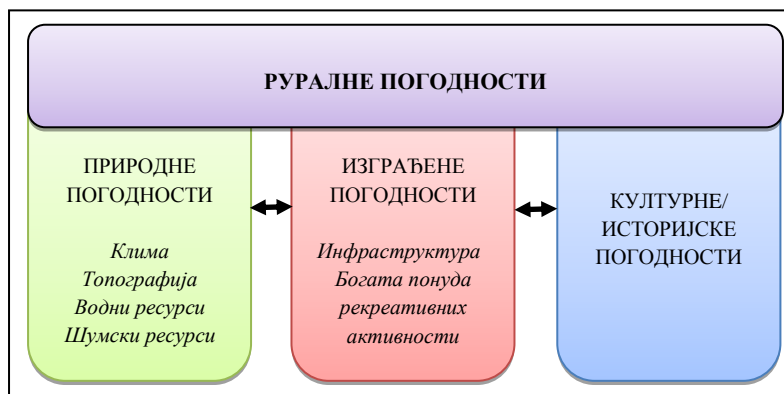 РУРАЛНЕ ПОГОДНОСТИ
ПРИРОДНЕ
ПОГОДНОСТИ
Клима
Топографија
Водни ресурси
Шумски ресурси
ИЗГРАЂЕНЕ
ПОГОДНОСТИ
Инфраструктура
Богата понуда
рекреативних
активности
КУЛТУРНЕ/
ИСТОРИЈСКЕ
ПОГОДНОСТИ